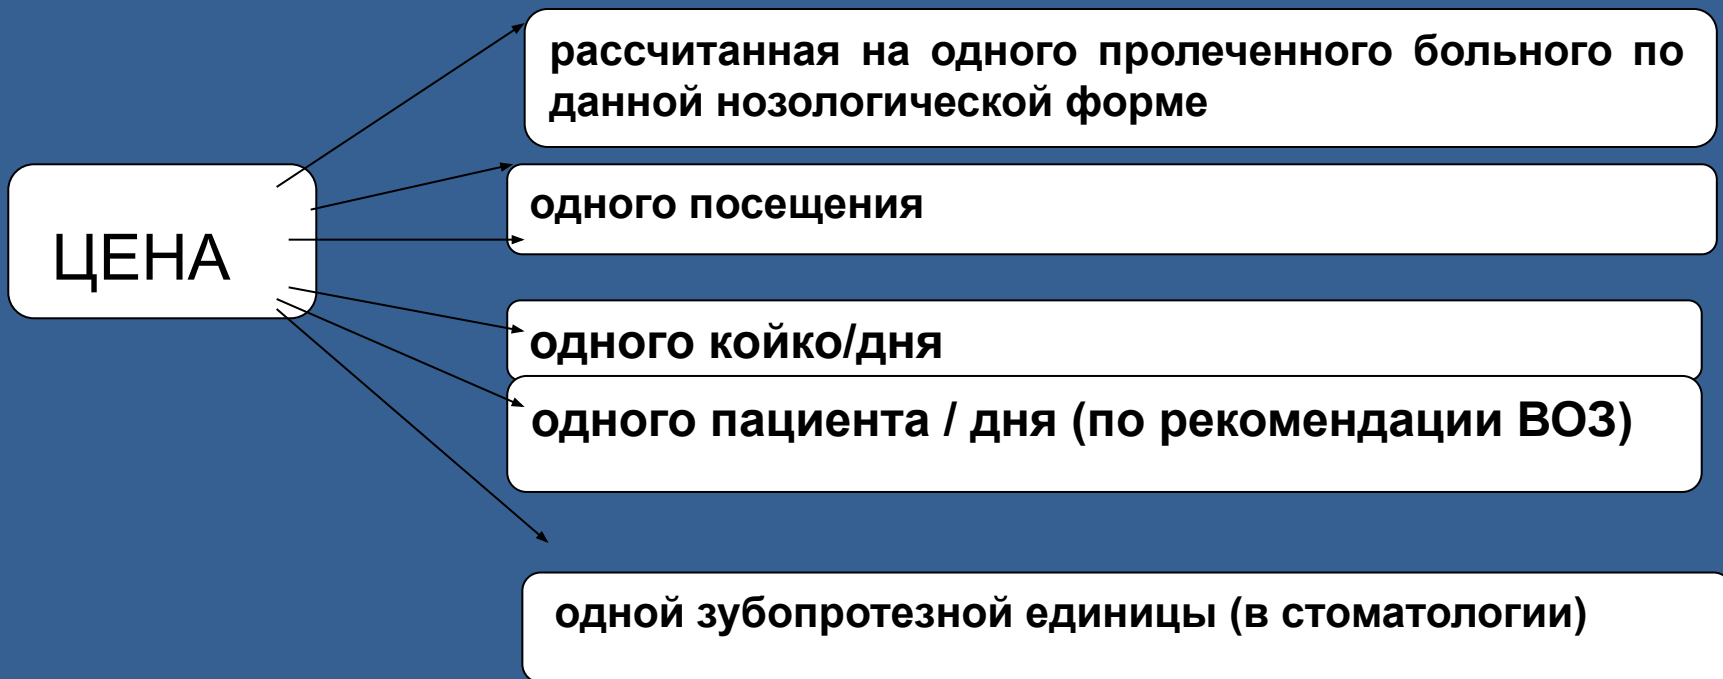 рассчитанная на одного пролеченного больного по
данной нозологической форме
одного посещения
ЦЕНА
одного койко/дня
одного пациента / дня (по рекомендации ВОЗ)
одной зубопротезной единицы (в стоматологии)